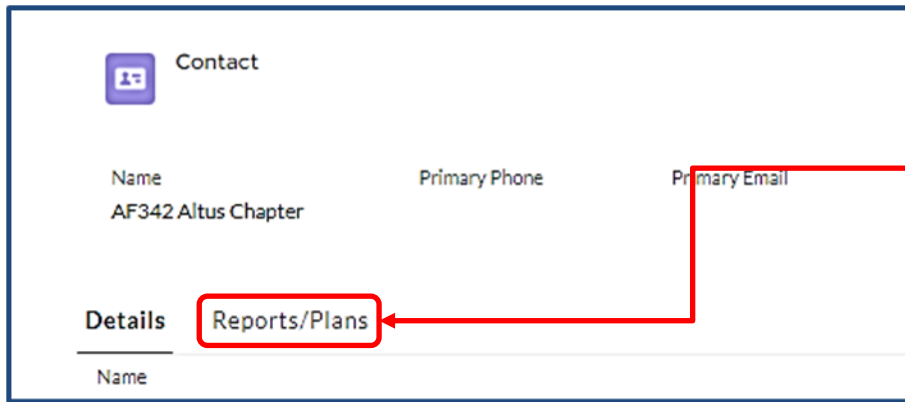 Contact
Name Primary Phone Primary Email
AF342 Altus Chapter
Details Reports/Plans
Name